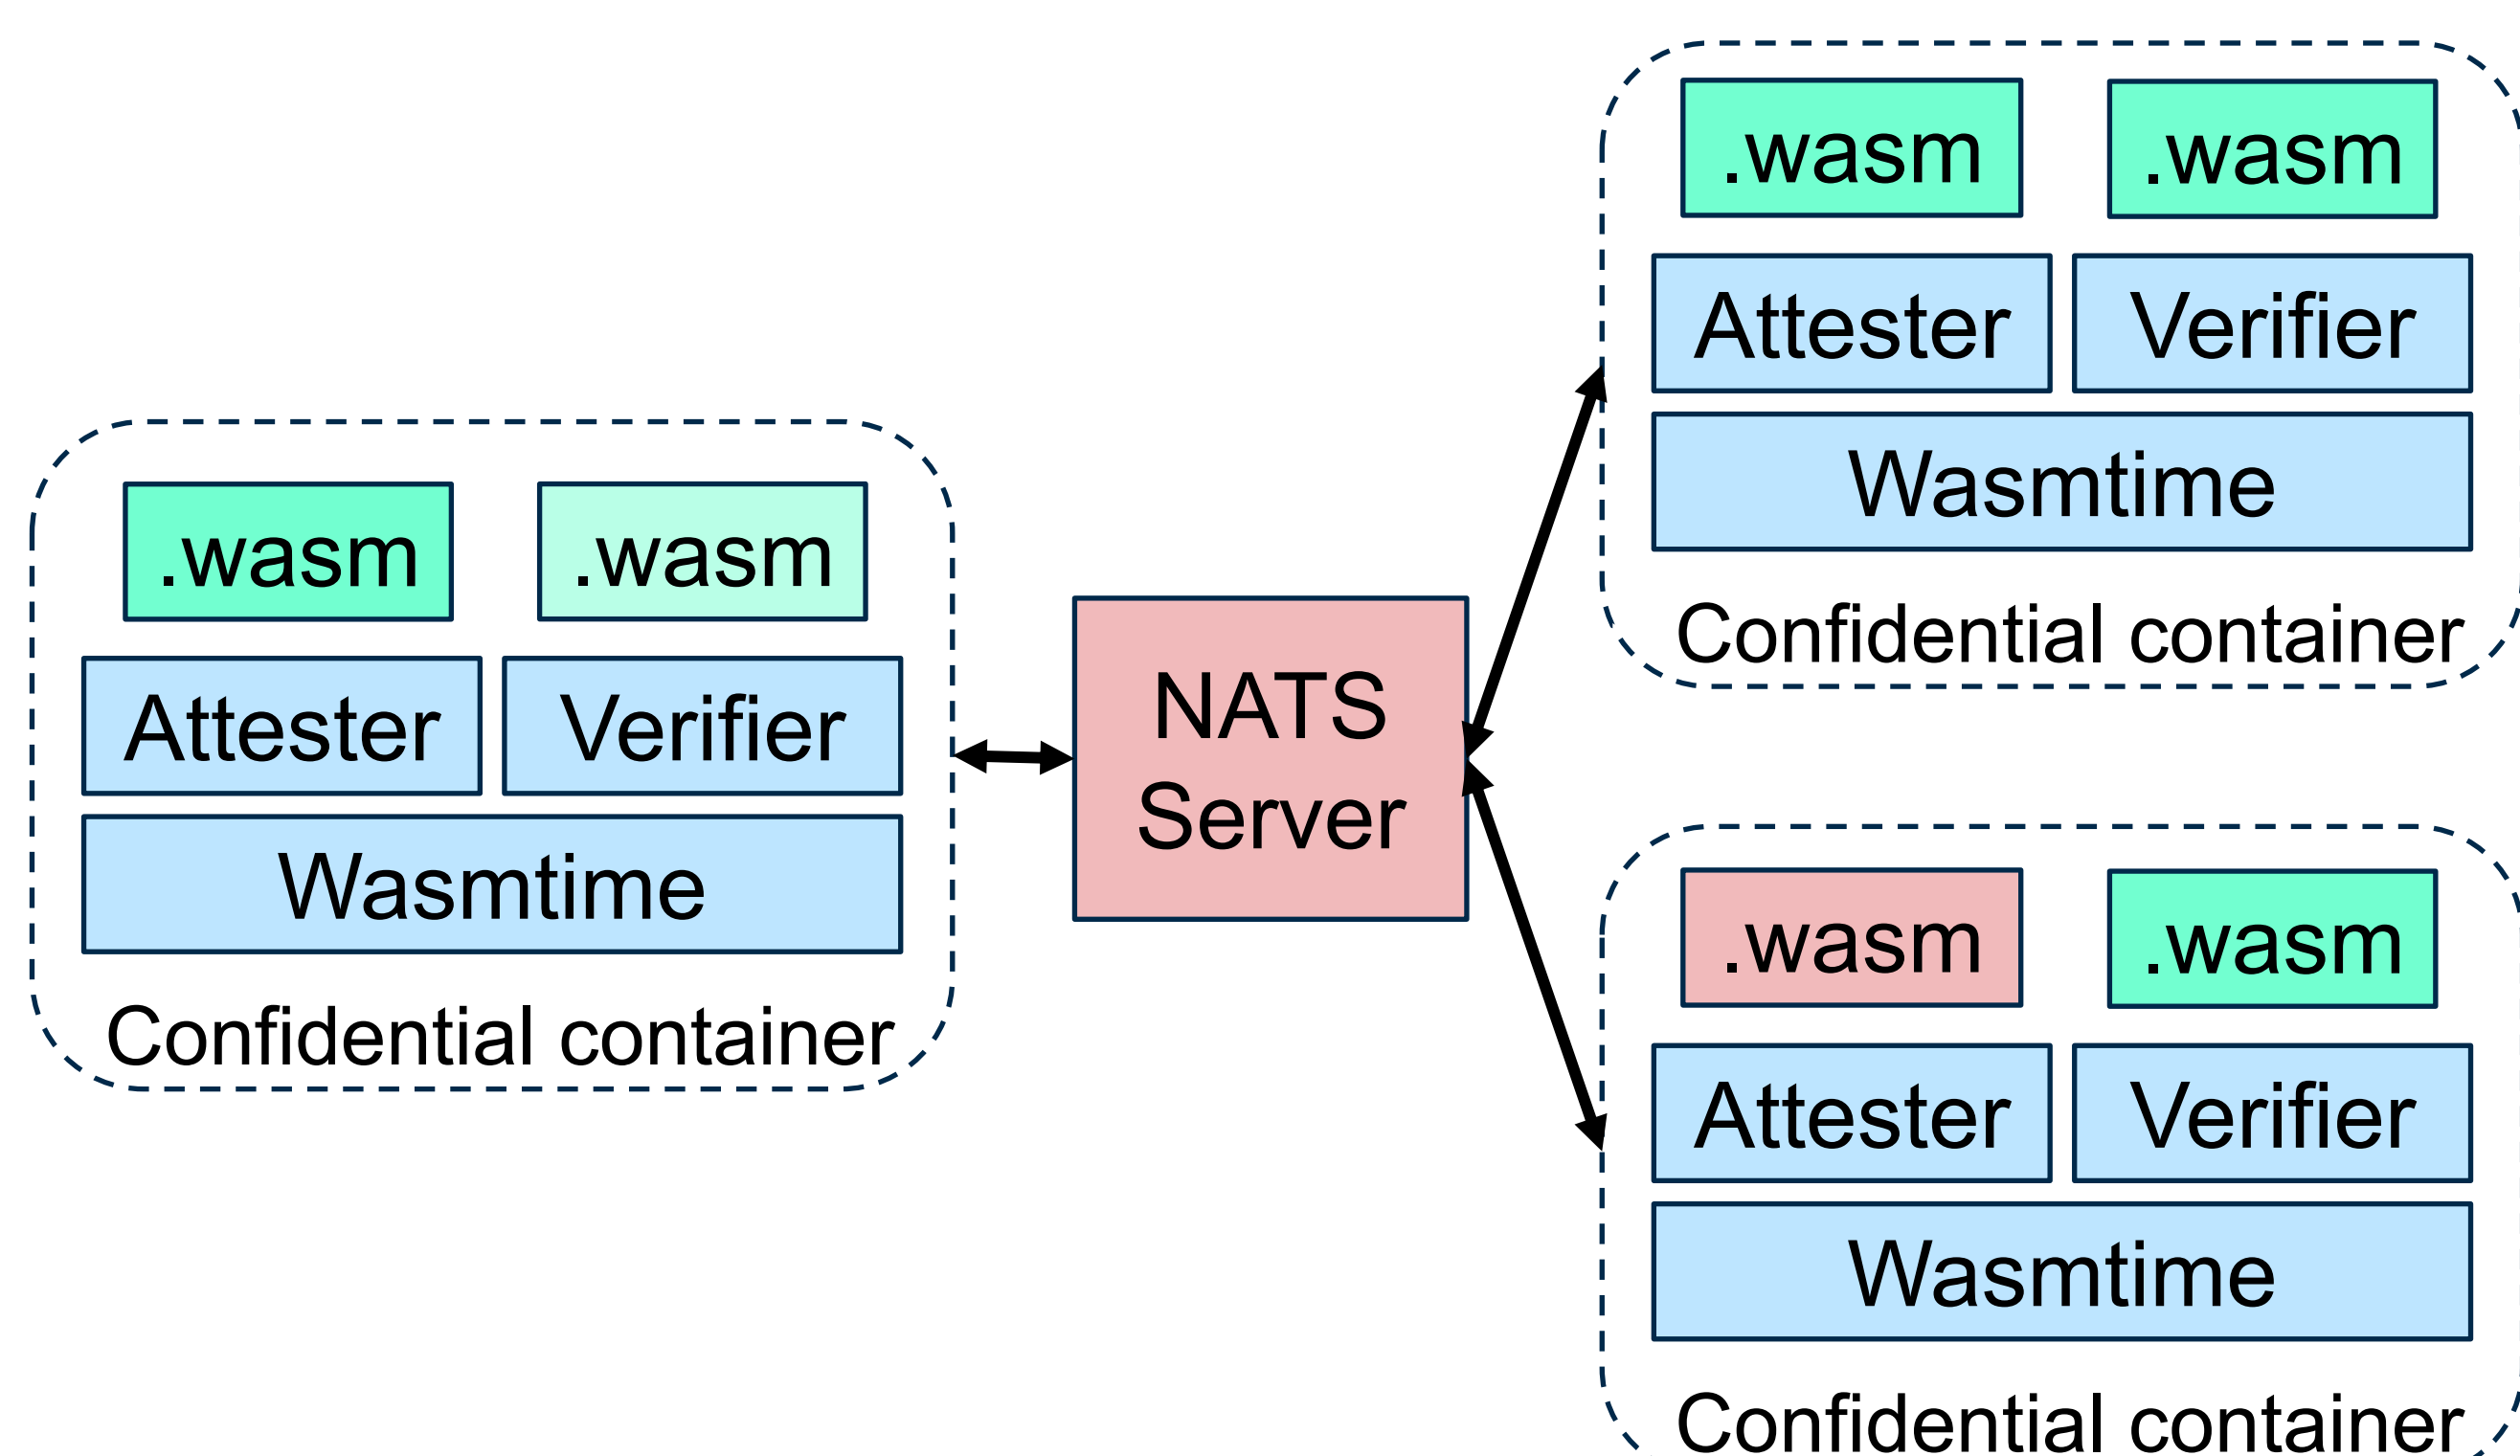 .wasm
.wasm
Attester
Verifier
Wasmtime
Confidential container
NATS
Server
.wasm
.wasm
Attester
Verifier
Wasmtime
Confidential container
.wasm
.wasm
Attester
Verifier
Wasmtime
Confidential container